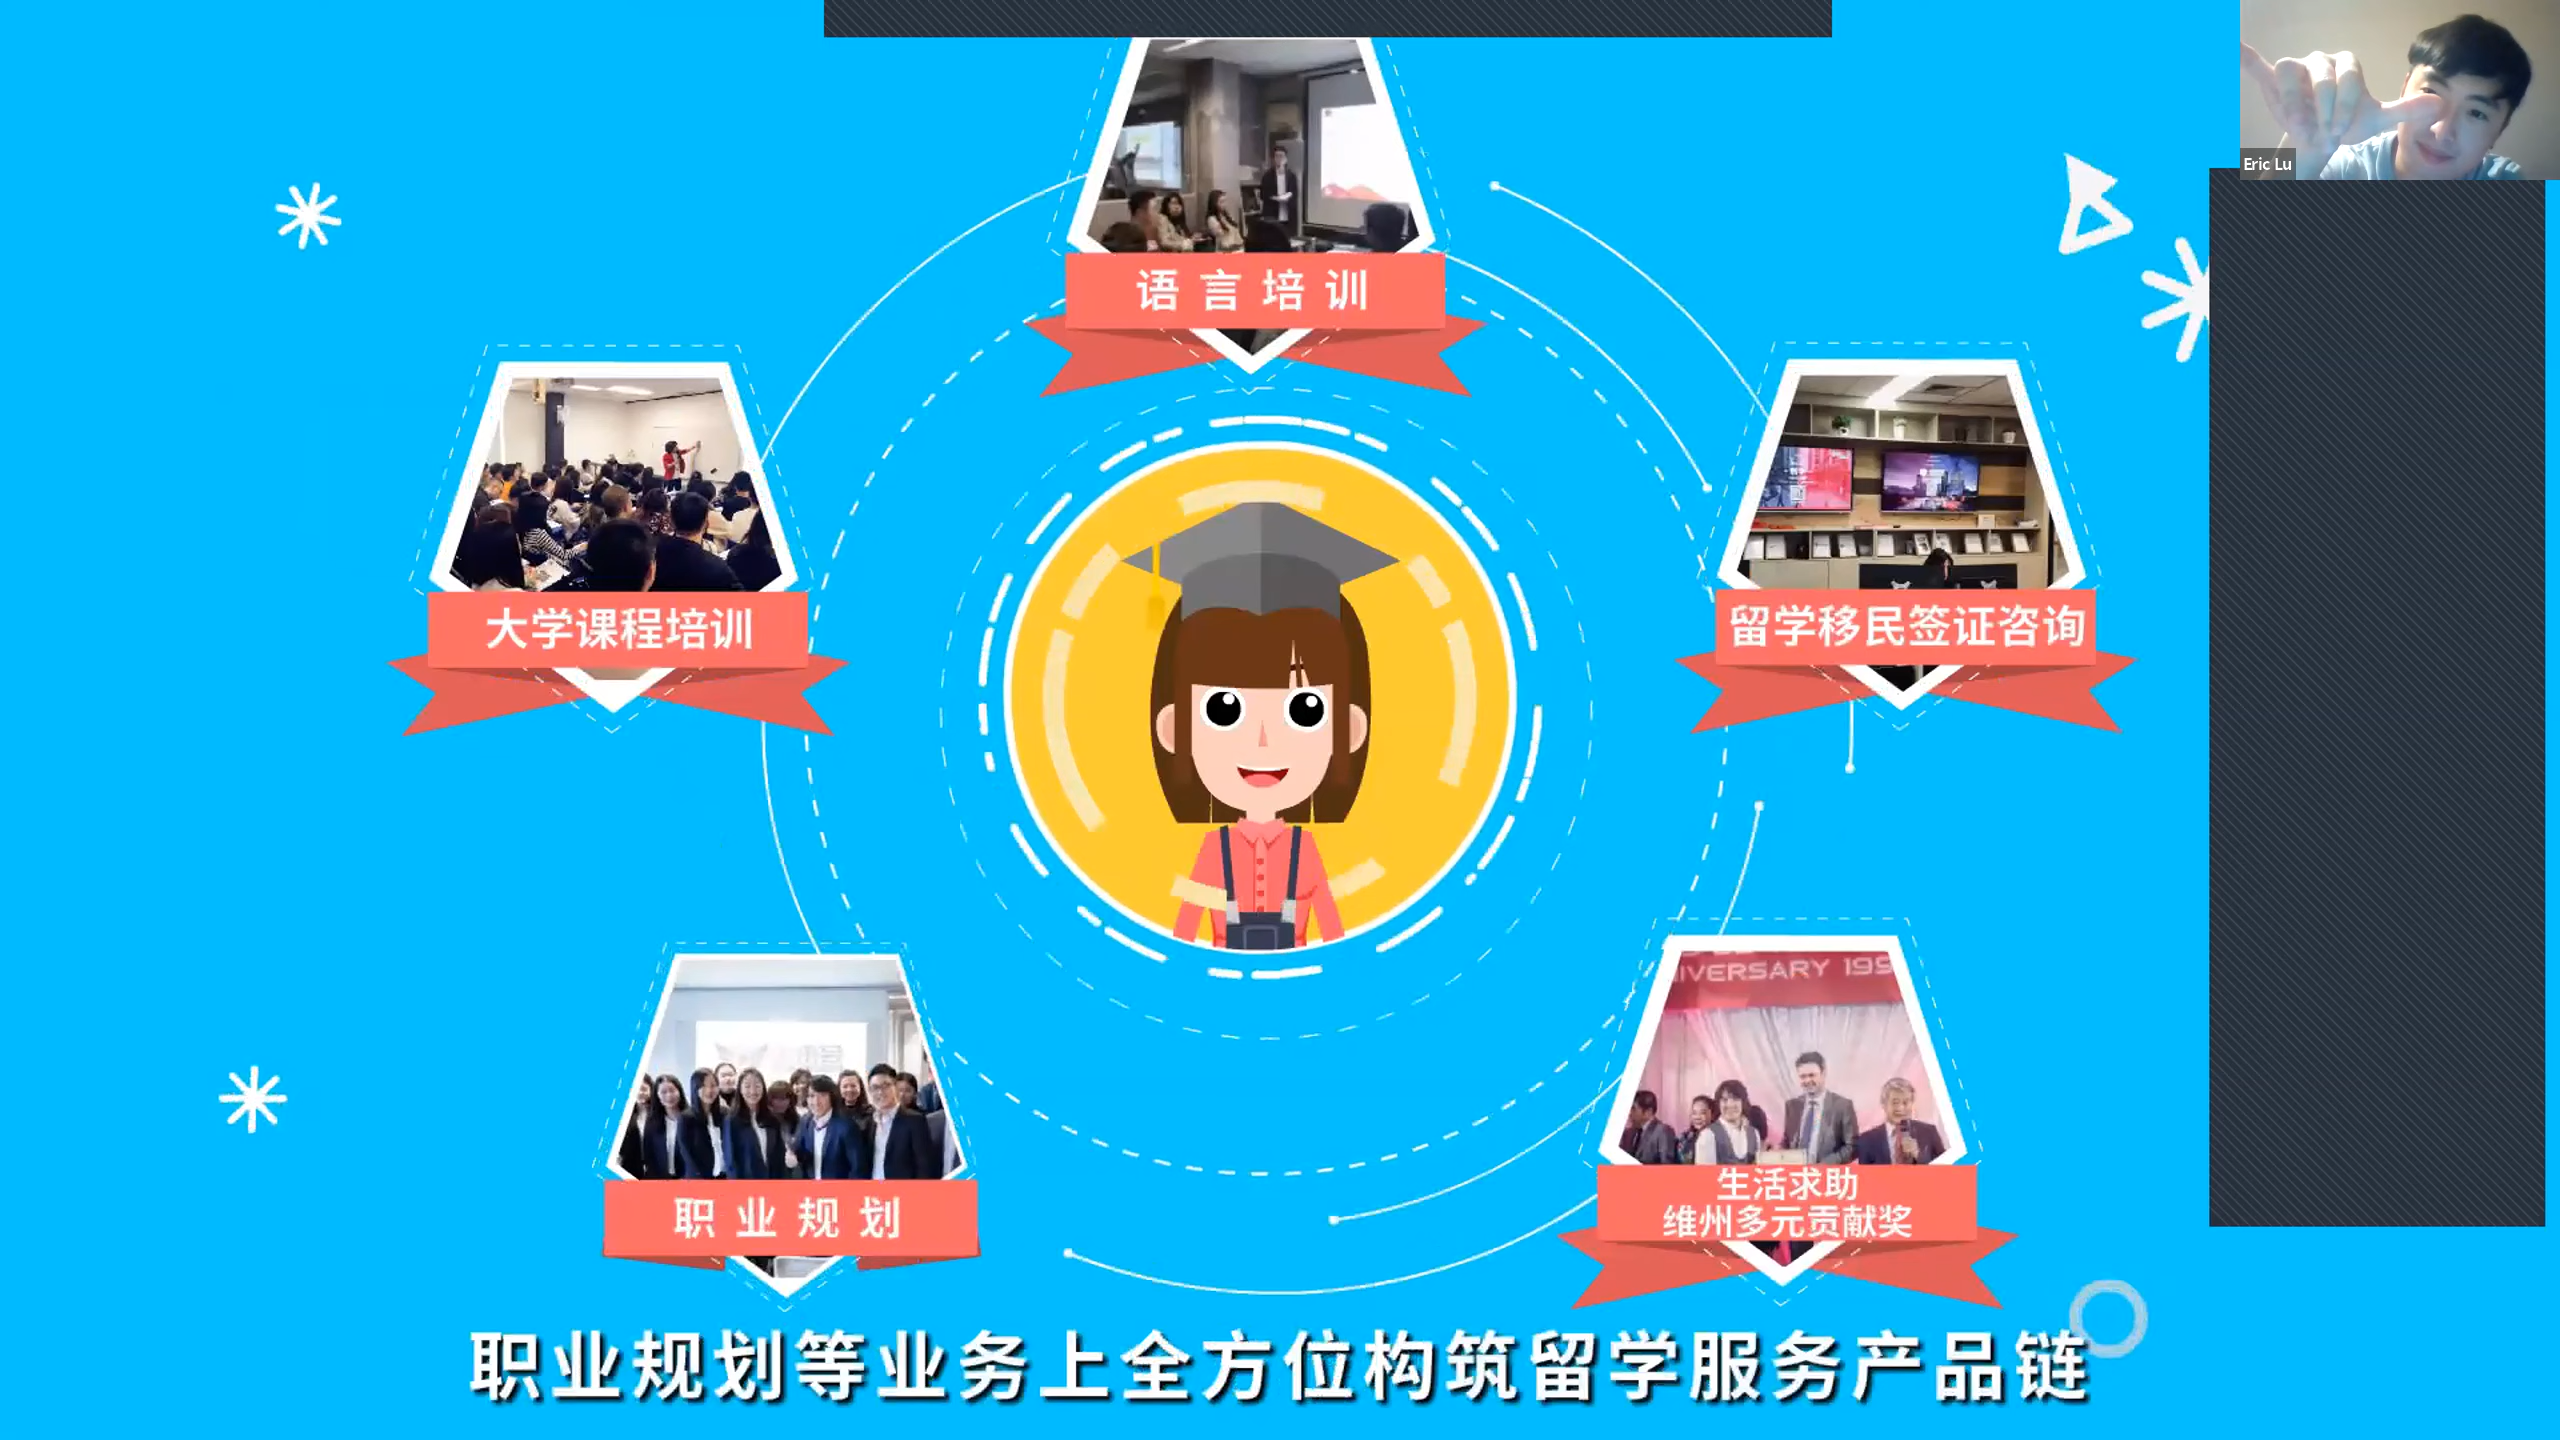 Eric Lu
语言培训
大学课程培训
留学移民签证咨询
IVERSARY 199
职业规划
生活求助
维州多元贡献奖
职业规划等业务上全方位构筑留学服务产品链